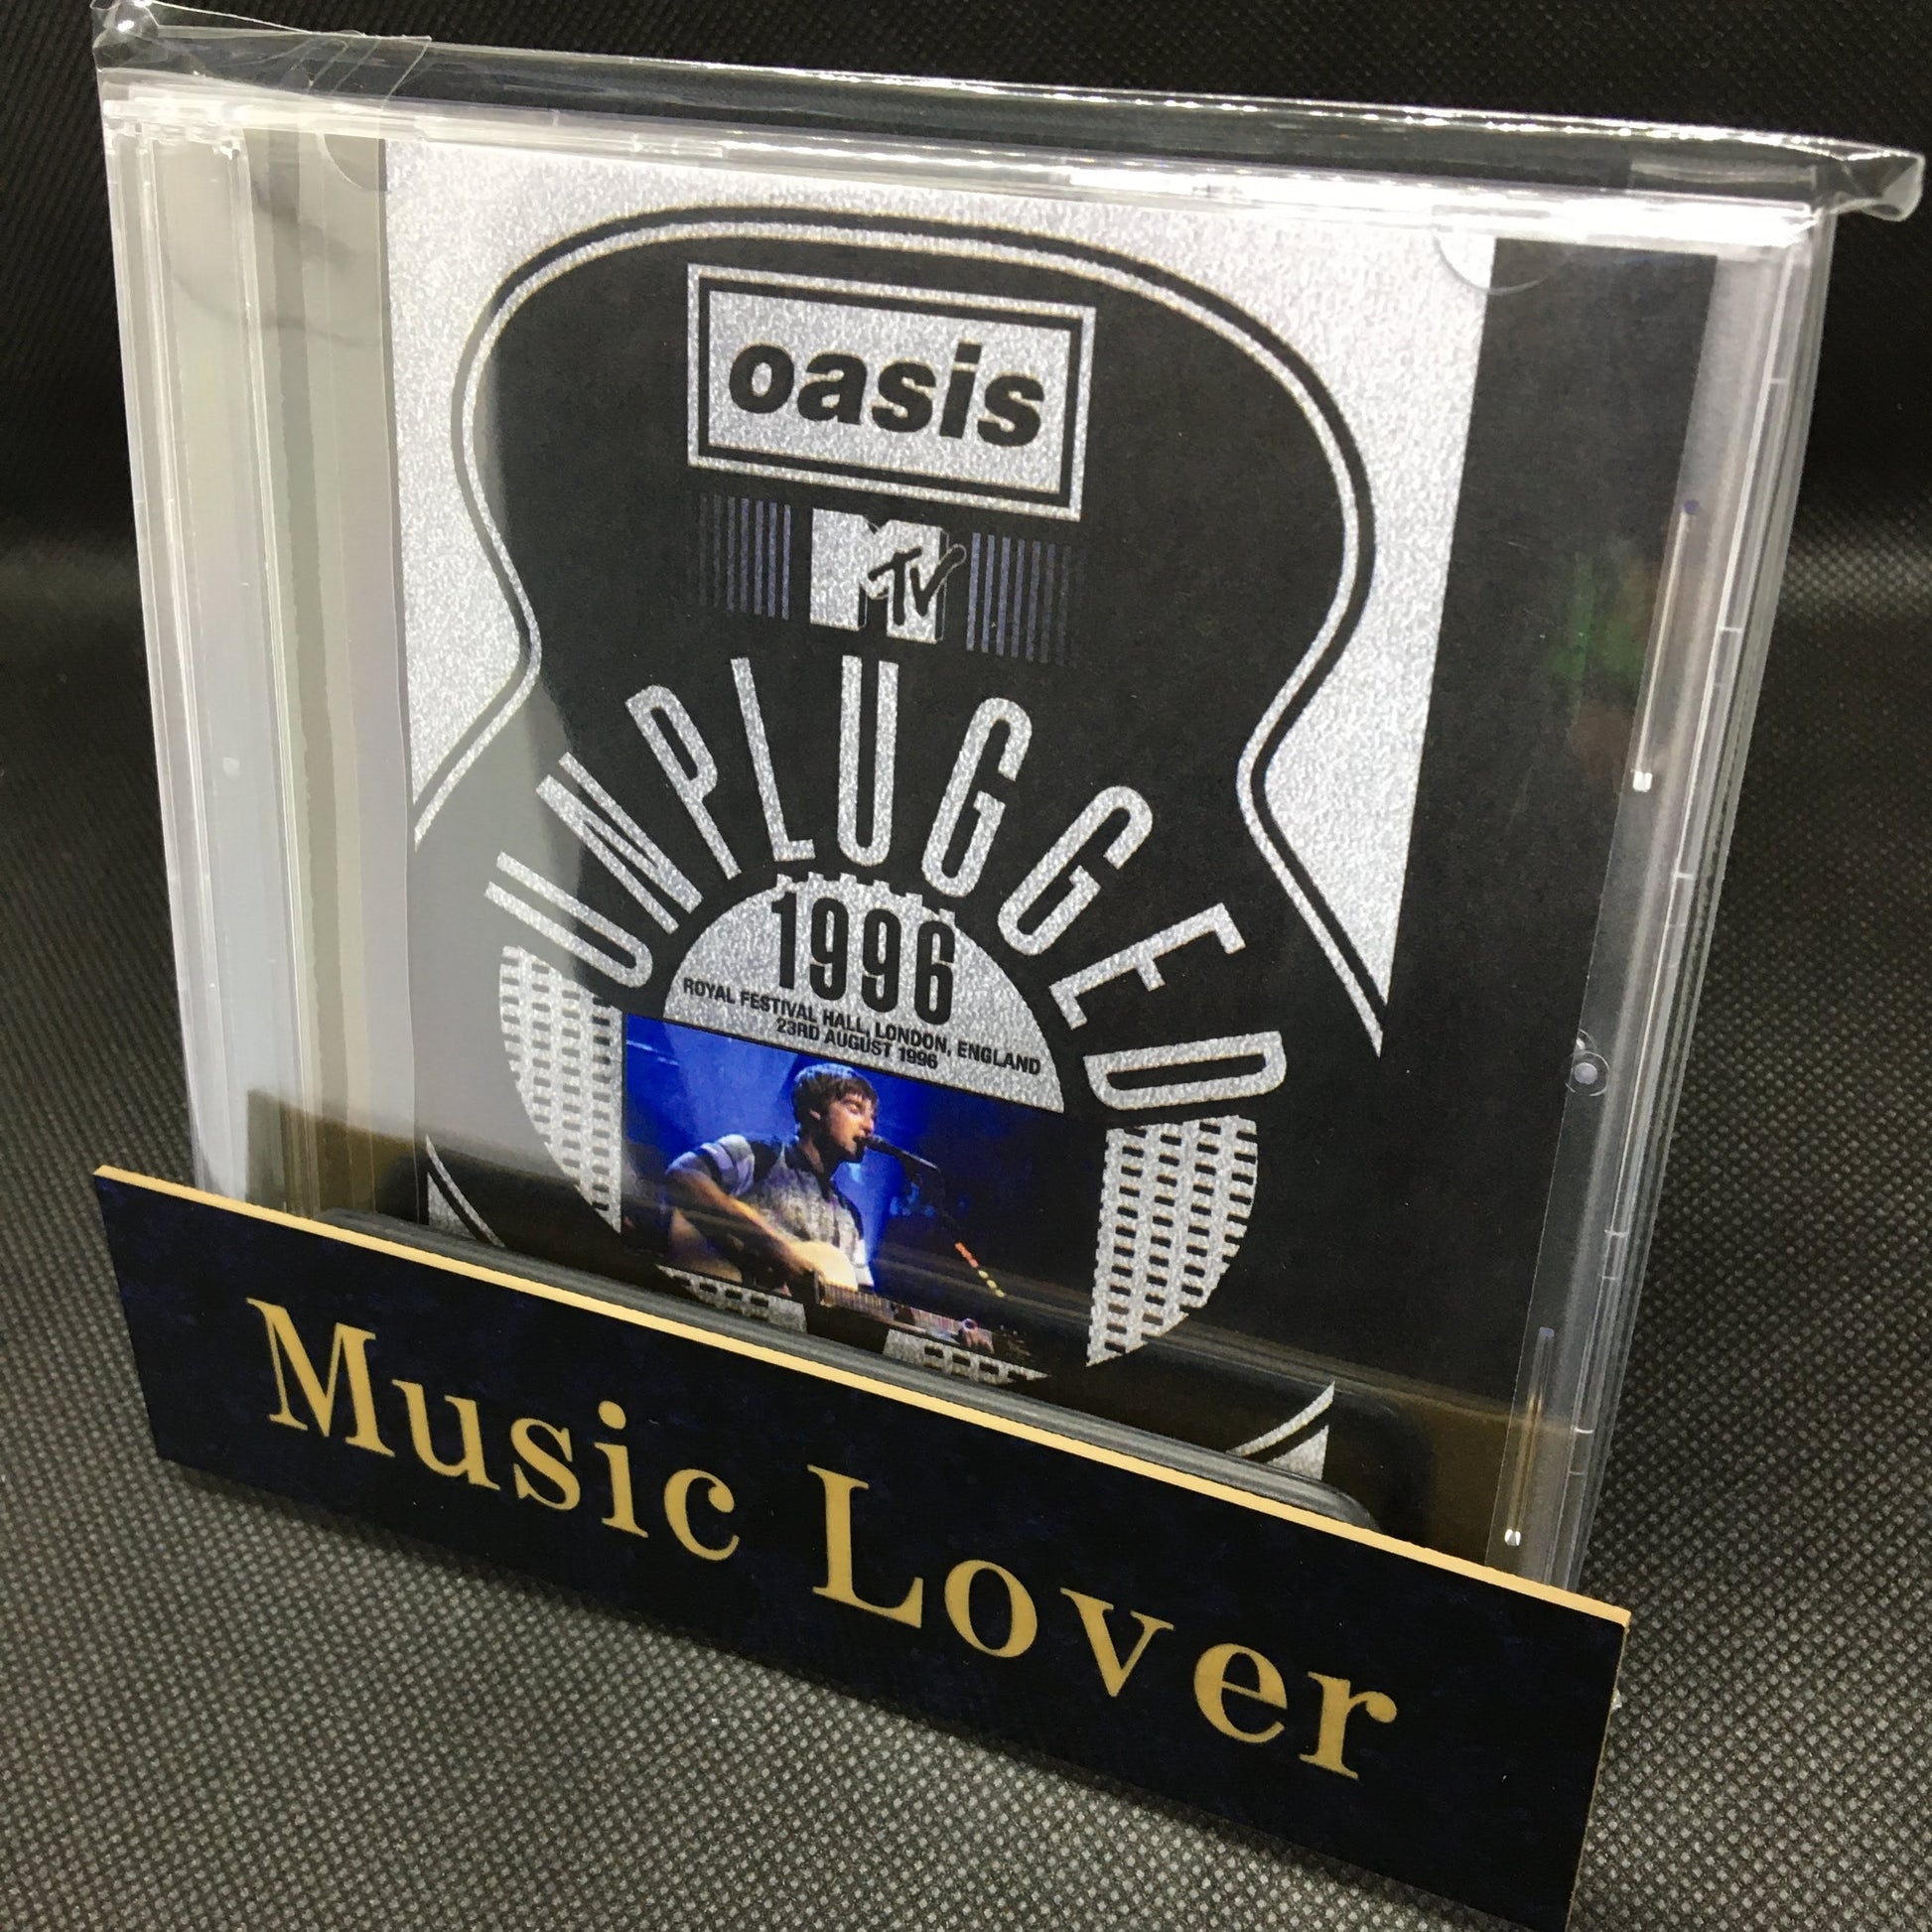 oasis
MTV
UNPLUGGED
1996
ROYAL FESTIVAL HALL, LONDON, ENGLAND
23RD AUGUST 1996
Music Lover